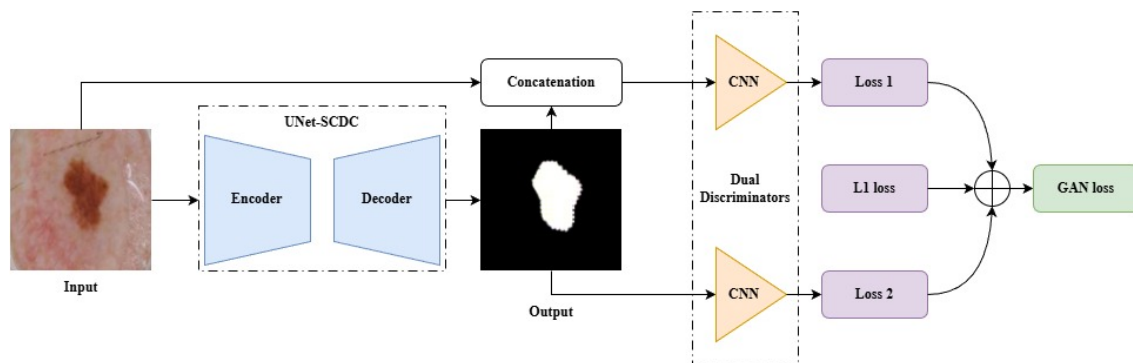 Concatenation
CNN
Loss 1
UNet-SCDC
Encoder
Decoder
Dual
Discriminators
L1 loss
GAN loss
Input
Output
CNN
Loss 2